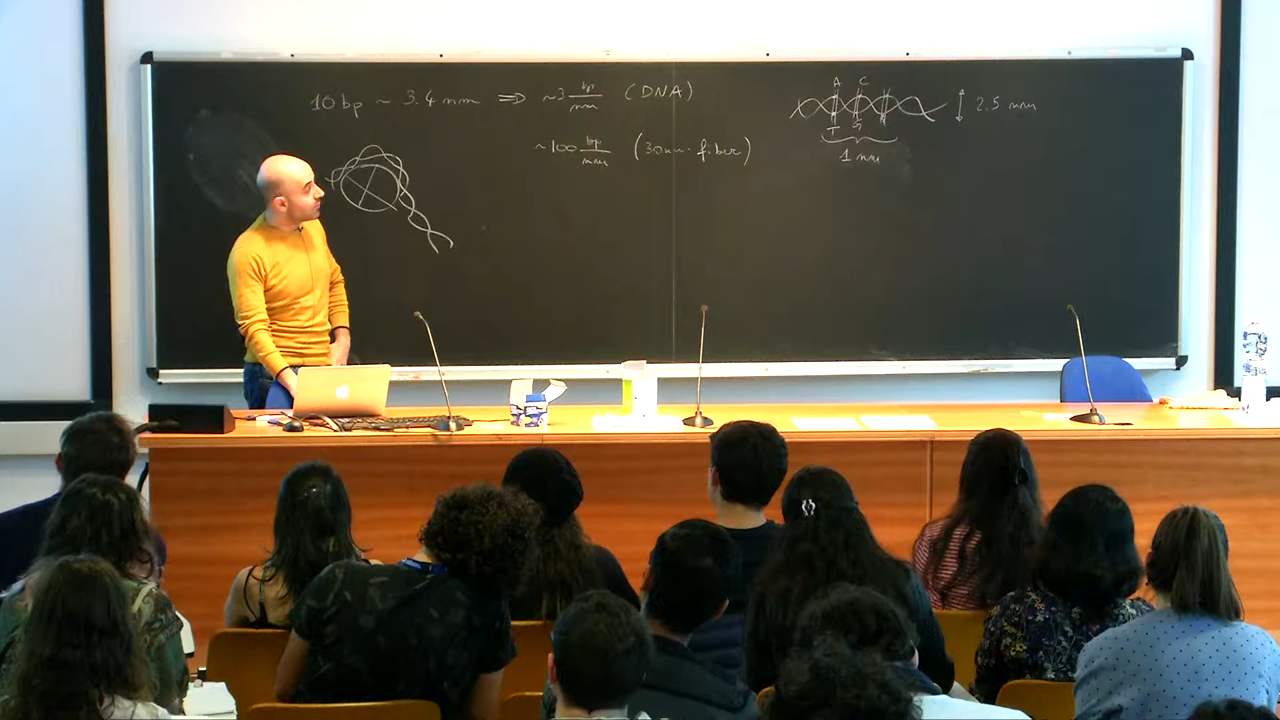 10 bp ~ 3.4 nm ⇒ ~3 bp/nm (DNA)
~100 bp/nm (30nm-fiber)
A C
T G
2.5 nm
1 nm